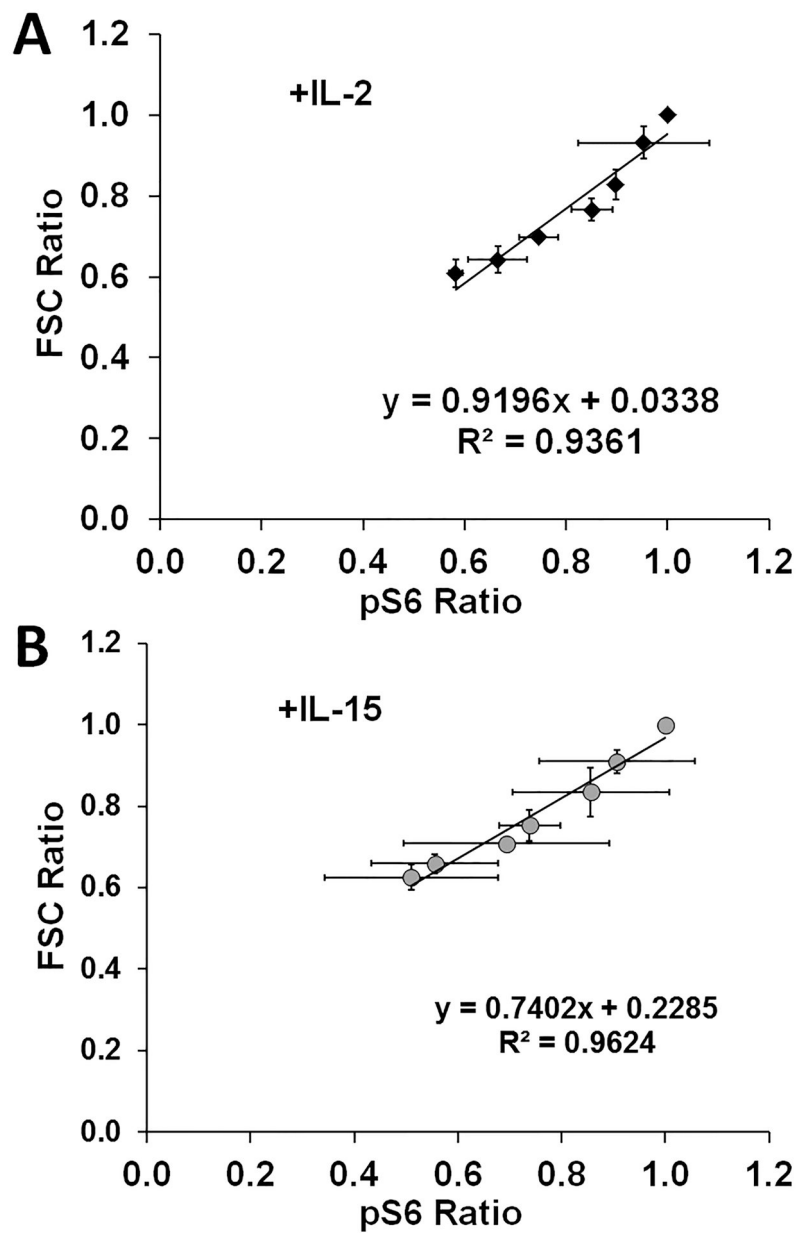 A
+IL-2
1.2
1.0
0.8
0.6
0.4
0.2
0.0
FSC Ratio
y = 0.9196x + 0.0338
R² = 0.9361
0.0 0.2 0.4 0.6 0.8 1.0 1.2
pS6 Ratio
B
+IL-15
1.2
1.0
0.8
0.6
0.4
0.2
0.0
FSC Ratio
y = 0.7402x + 0.2285
R² = 0.9624
0.0 0.2 0.4 0.6 0.8 1.0 1.2
pS6 Ratio